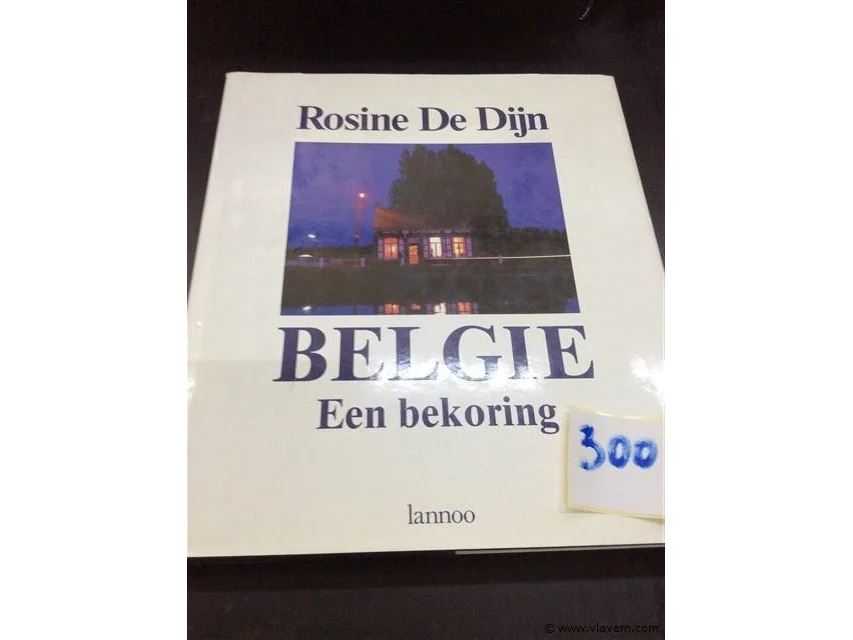 Rosine De Dijn
BELGIE
Een bekoring
300
lannoo
© www.vlavem.com